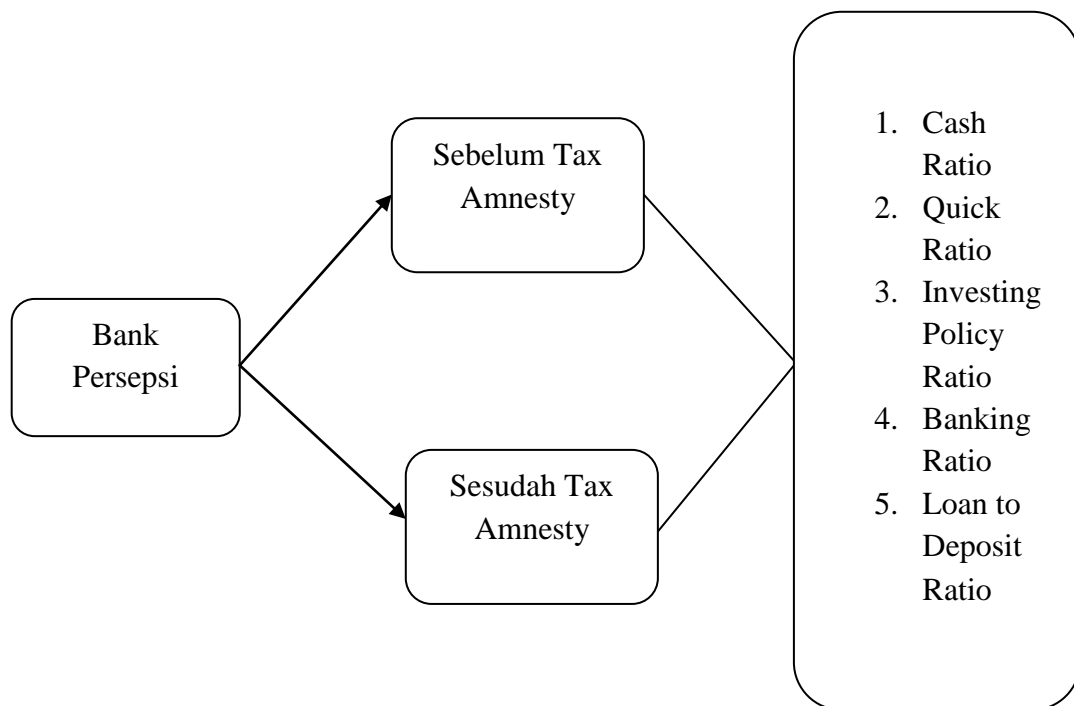 Bank
Persepsi
Sebelum Tax
Amnesty
Sesudah Tax
Amnesty
1. Cash
Ratio
2. Quick
Ratio
3. Investing
Policy
Ratio
4. Banking
Ratio
5. Loan to
Deposit
Ratio